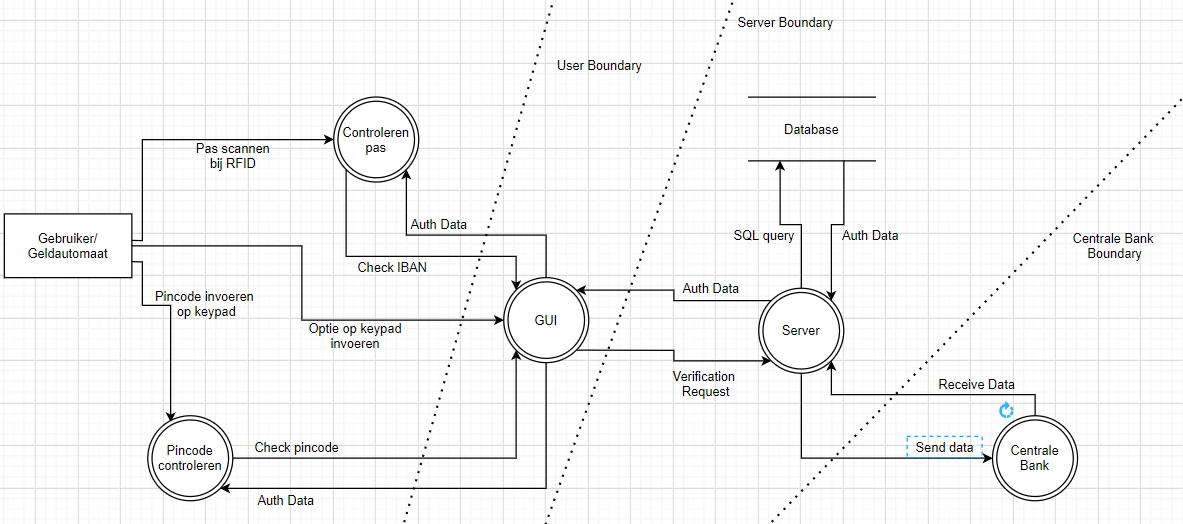 Server Boundary
User Boundary
Database
Controleren
pas
Pas scannen
bij RFID
Auth Data
SQL query
Auth Data
Gebruiker/
Geldautomaat
Centrale Bank
Boundary
Check IBAN
Pincode invoeren
op keypad
Auth Data
GUI
Optie op keypad
invoeren
Server
Verification
Request
Receive Data
Pincode
controleren
Check pincode
Send data
Centrale
Bank
Auth Data